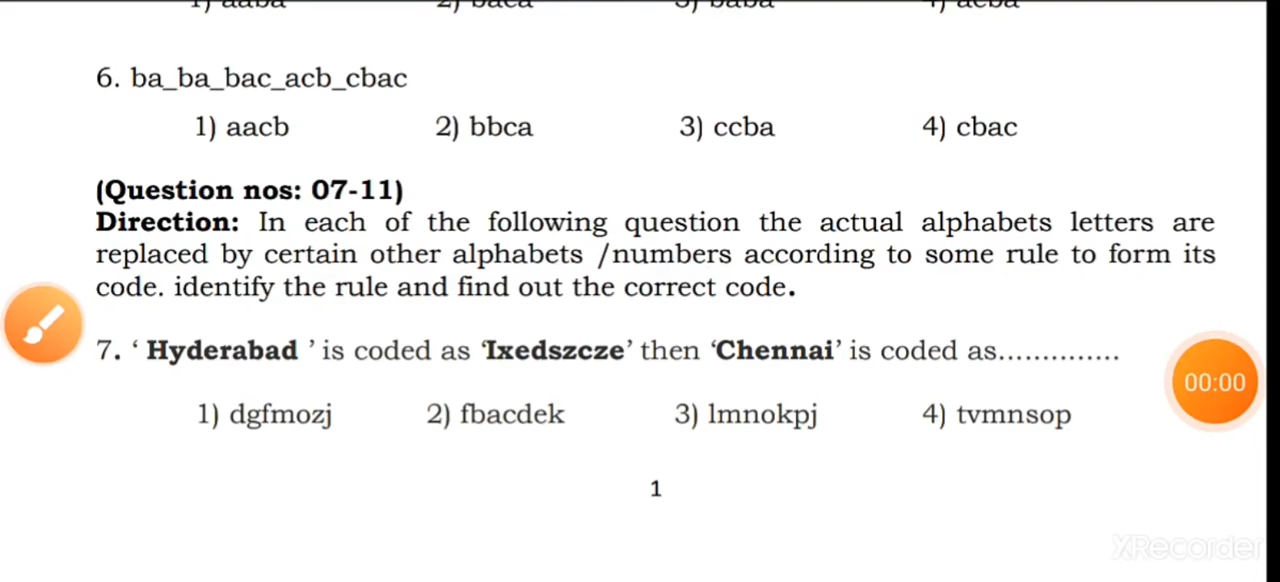 6. ba_ba_bac_acb_cbac
1) aacb 2) bbca 3) ccba 4) cbac
(Question nos: 07-11)
Direction: In each of the following question the actual alphabets letters are
replaced by certain other alphabets /numbers according to some rule to form its
code. identify the rule and find out the correct code.
7. ‘ Hyderabad ’ is coded as ‘Ixedszcze’ then ‘Chennai’ is coded as..............
00:00
1) dgfmozj 2) fbacdek 3) lmnokpj 4) tvmnsop
1
XRecorder